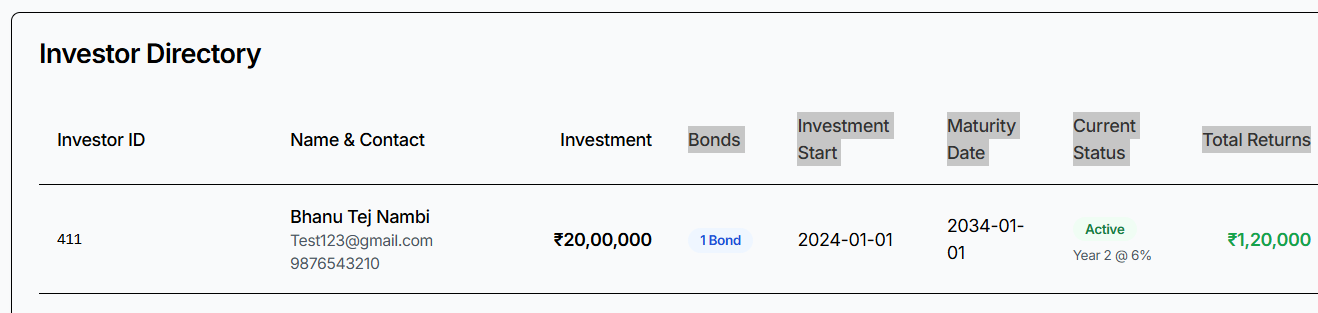 Investor Directory
Investor ID
Name & Contact
Investment
Bonds
Investment
Start
Maturity
Date
Current
Status
Total Returns
411
Bhanu Tej Nambi
Test123@gmail.com
9876543210
₹20,00,000
1 Bond
2024-01-01
2034-01-
01
Active
Year 2 @ 6%
₹1,20,000